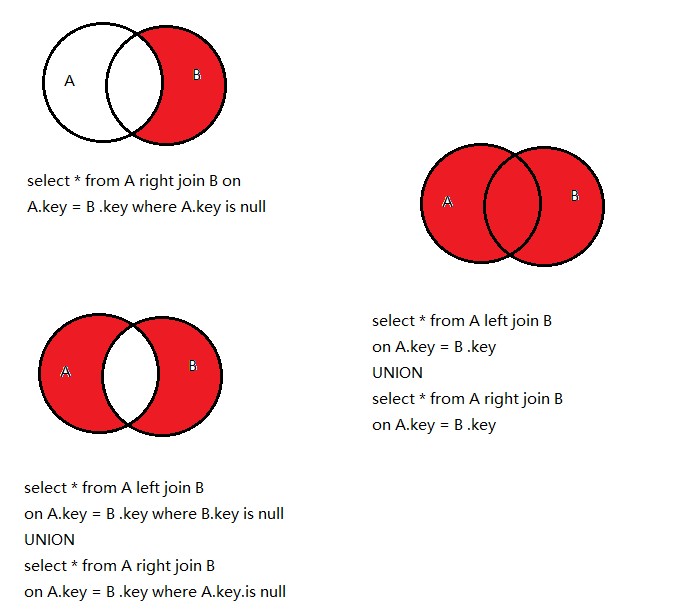 A
B
select * from A right join B on
A.key = B .key where A.key is null
A
B
select * from A left join B
on A.key = B .key
UNION
select * from A right join B
on A.key = B .key
A
B
select * from A left join B
on A.key = B .key where B.key is null
UNION
select * from A right join B
on A.key = B .key where A.key.is null